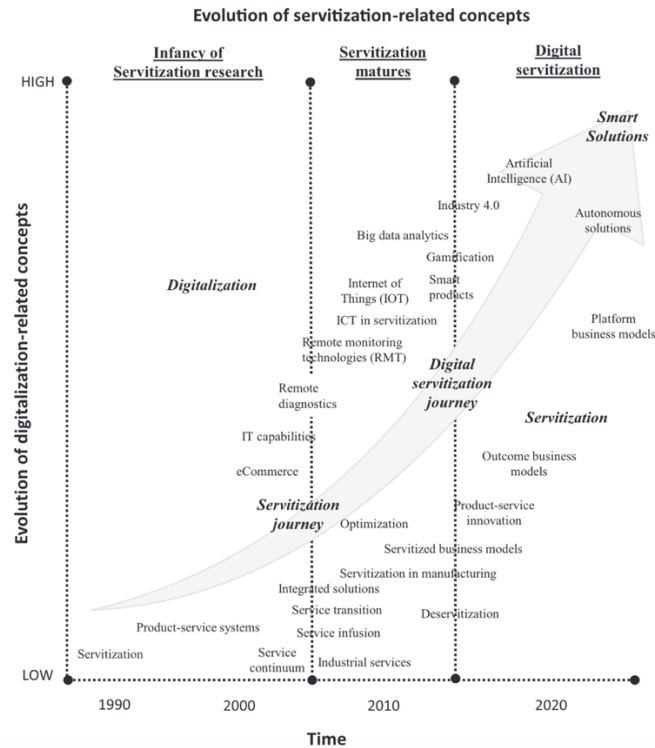 Evolution of servitization-related concepts
Infancy of
Servitization research
Servitization
matures
Digital
servitization
HIGH
Smart
Solutions
Artificial
Intelligence (AI)
Industry 4.0
Autonomous
solutions
Big data analytics
Gamification
Digitalization
Internet of
Things (IOT)
Smart
products
ICT in servitization
Platform
business models
Remote monitoring
technologies (RMT)
Digital
servitization
journey
Remote
diagnostics
Servitization
IT capabilities
Outcome business
models
eCommerce
Servitization
journey
Product-service
innovation
Optimization
Servitized business models
Servitization in manufacturing
Integrated solutions
Service transition
Deservitization
Product-service systems
Service infusion
Servitization
Service
continuum
Industrial services
LOW
Evolution of digitalization-related concepts
1990
2000
2010
2020
Time